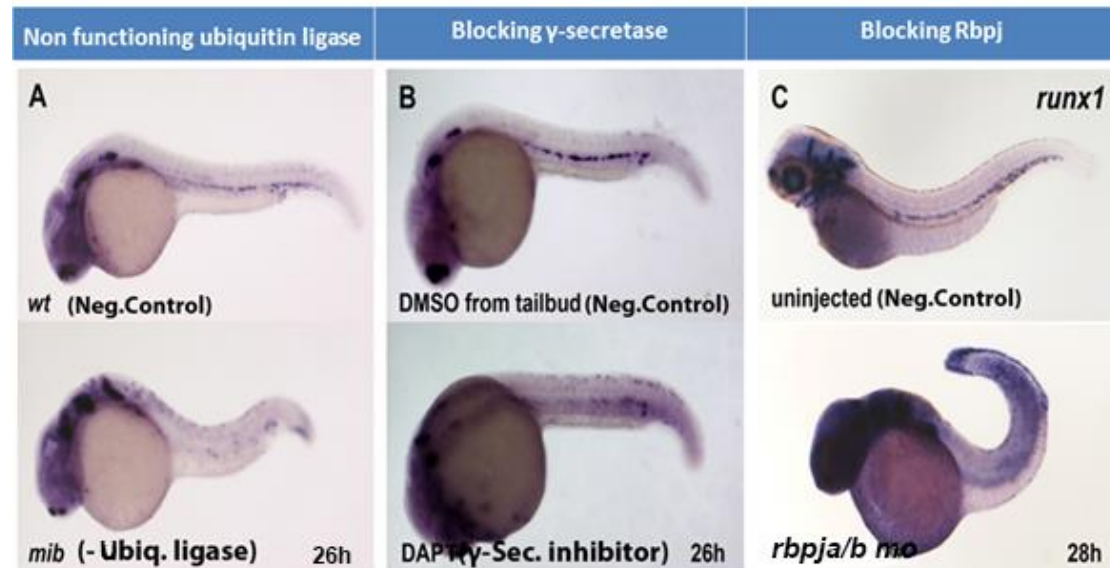 Non functioning ubiquitin ligase
Blocking γ-secretase
Blocking Rbpj
A
B
C
runx1
wt (Neg.Control)
DMSO from tailbud (Neg.Control)
uninjected (Neg.Control)
mib (- Ubiq. ligase) 26h
DAPT(γ-Sec. inhibitor) 26h
rbpja/b mo 28h